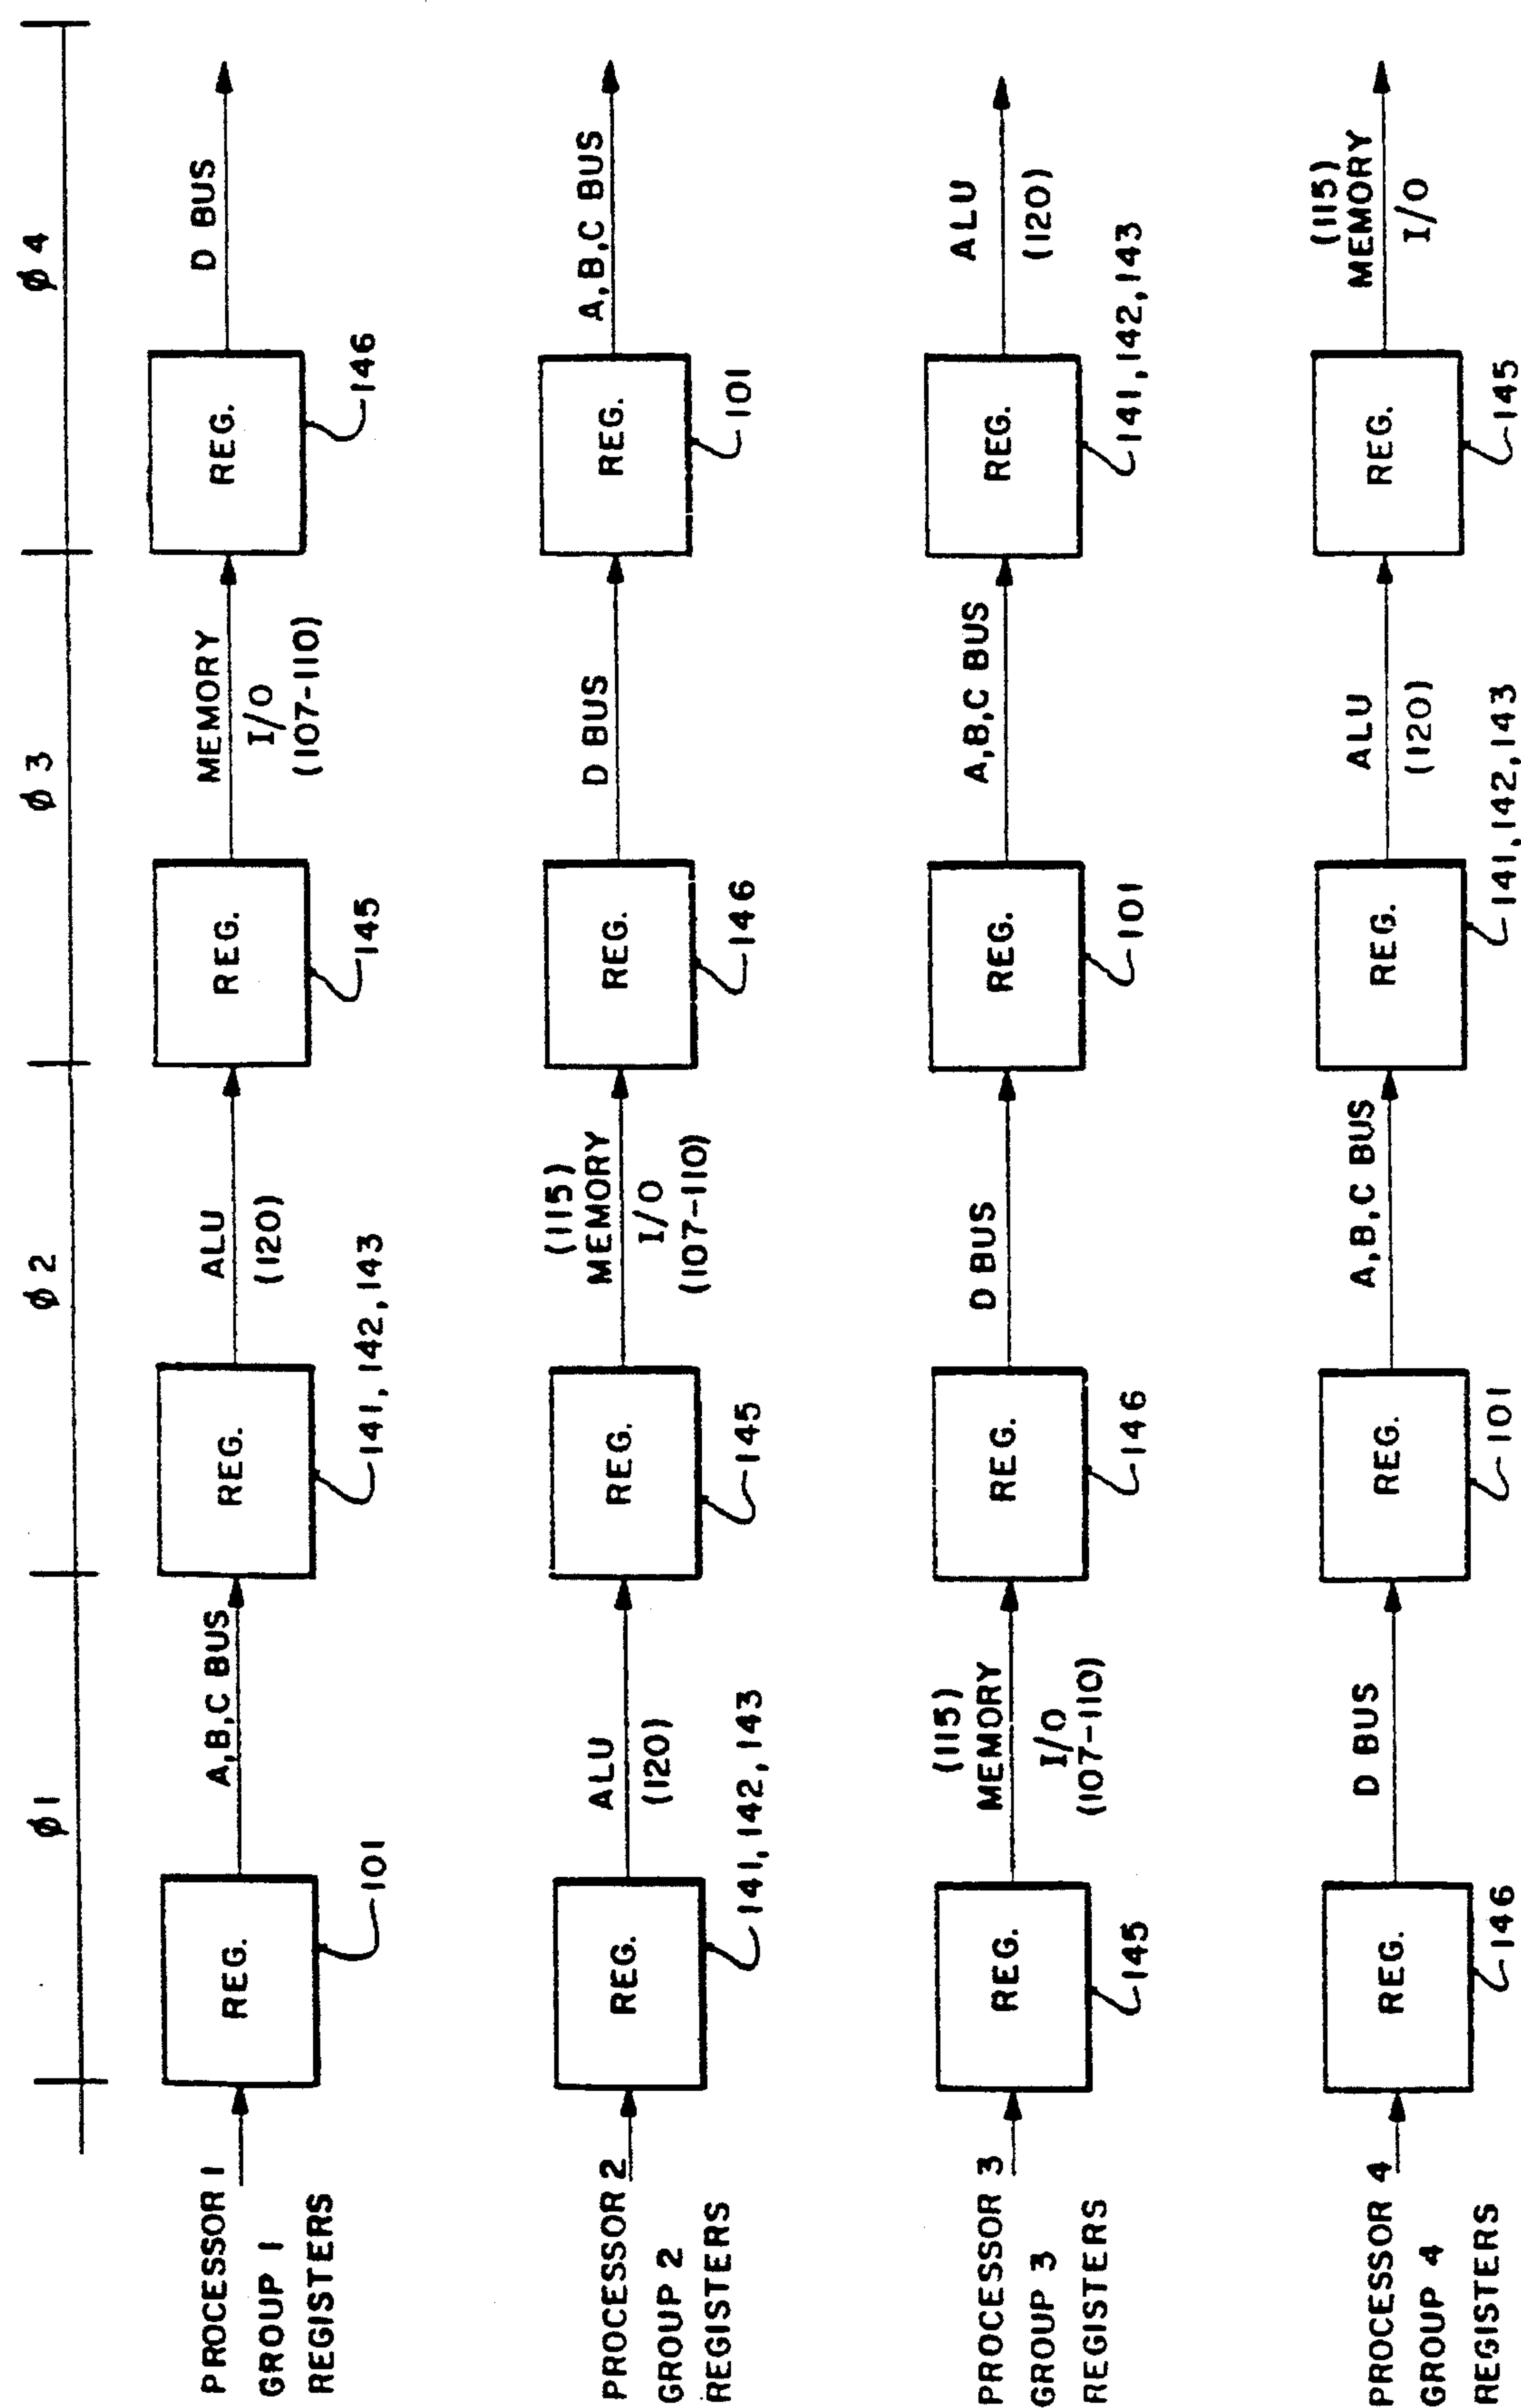 ø 1
ø 2
ø 3
ø 4
PROCESSOR 1
GROUP 1
REGISTERS
REG.
101
A,B,C BUS
REG.
141, 142, 143
ALU
(120)
REG.
145
MEMORY
I/O
(107-110)
REG.
146
D BUS
PROCESSOR 2
GROUP 2
REGISTERS
REG.
141, 142, 143
ALU
(120)
REG.
145
(115)
MEMORY
I/O
(107-110)
REG.
146
D BUS
REG.
101
A,B,C BUS
PROCESSOR 3
GROUP 3
REGISTERS
REG.
145
(115)
MEMORY
I/O
(107-110)
REG.
146
D BUS
REG.
101
A,B,C BUS
REG.
141, 142, 143
ALU
(120)
PROCESSOR 4
GROUP 4
REGISTERS
REG.
146
D BUS
REG.
101
A,B,C BUS
REG.
141, 142, 143
ALU
(120)
REG.
145
(115)
MEMORY
I/O